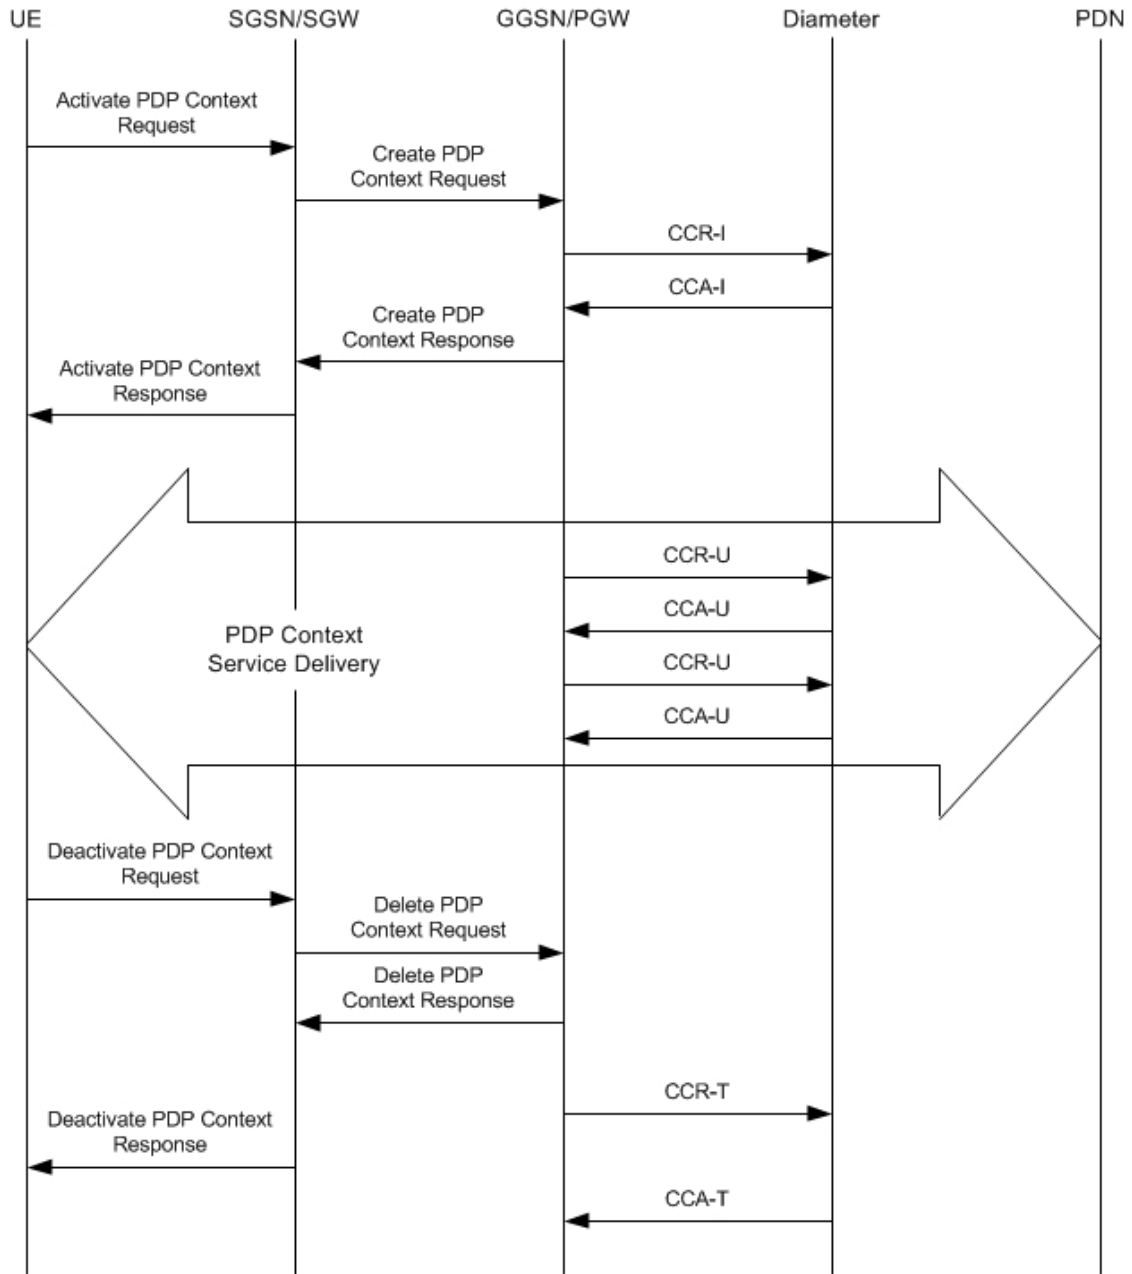 UE
SGSN/SGW
GGSN/PGW
Diameter
PDN
Activate PDP Context
Request
Create PDP
Context Request
CCR-I
CCA-I
Create PDP
Context Response
Activate PDP Context
Response
CCR-U
CCA-U
PDP Context
Service Delivery
CCR-U
CCA-U
Deactivate PDP Context
Request
Delete PDP
Context Request
Delete PDP
Context Response
CCR-T
Deactivate PDP Context
Response
CCA-T